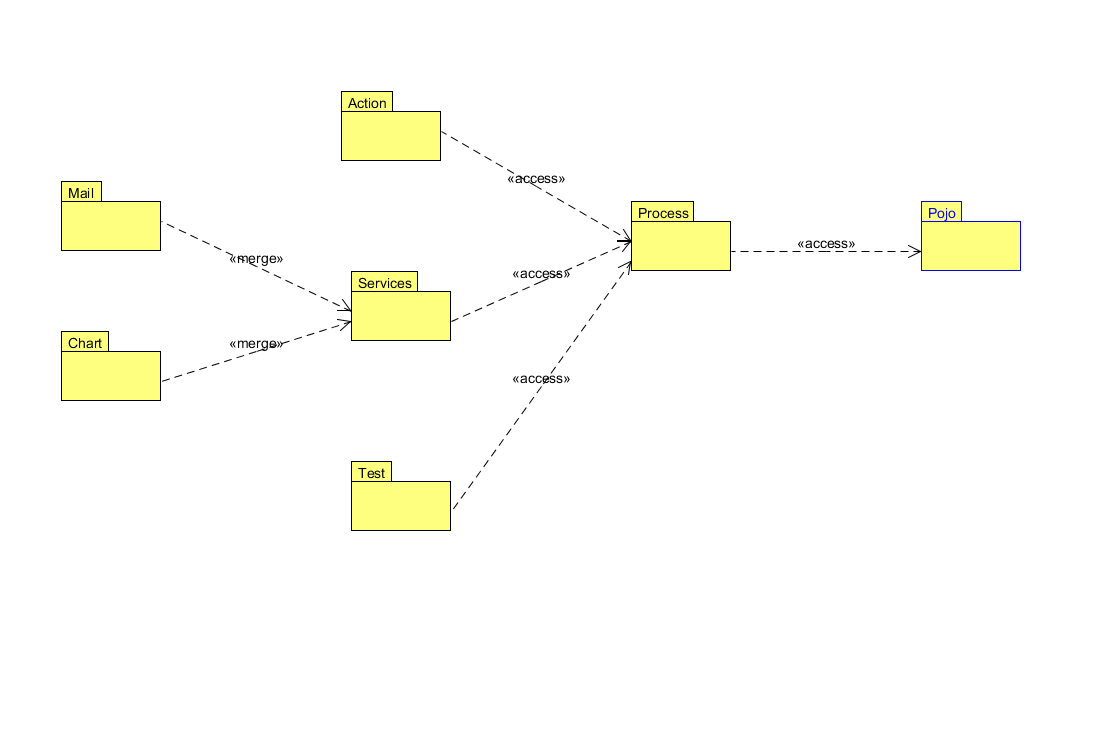 Action
«access»
Mail
Process
Pojo
«merge»
«access»
Services
«access»
Chart
«merge»
«access»
Test